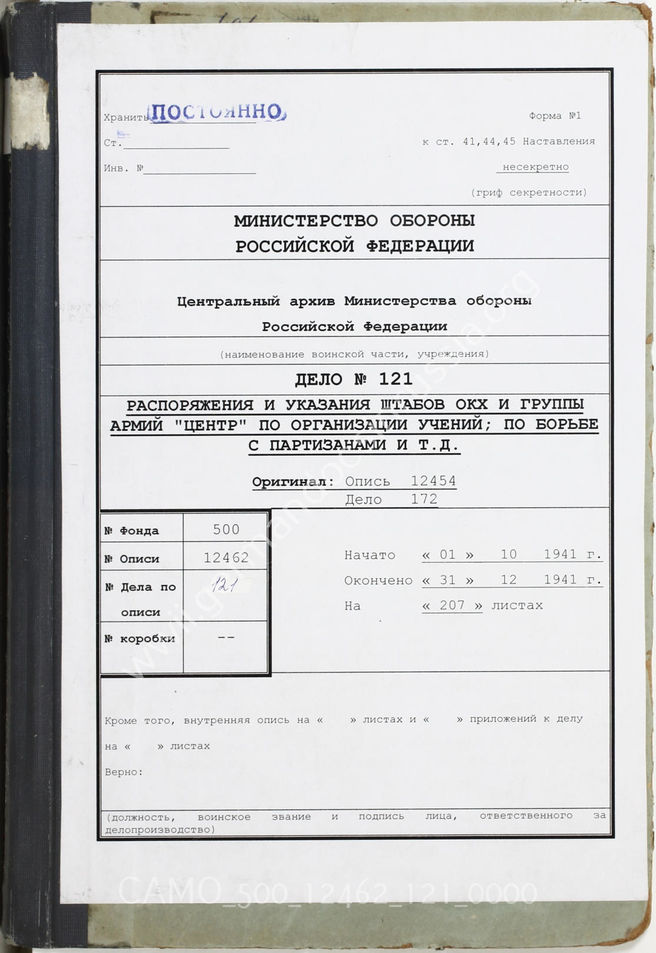 Хранить ПОСТОЯННО Форма №1
Ст. к ст. 41,44,45 Наставления
Инв. № несекретно
(гриф секретности)
МИНИСТЕРСТВО ОБОРОНЫ
РОССИЙСКОЙ ФЕДЕРАЦИИ
Центральный архив Министерства обороны
Российской Федерации
(наименование воинской части, учреждения)
ДЕЛО № 121
РАСПОРЯЖЕНИЯ И УКАЗАНИЯ ШТАБОВ ОКХ И ГРУППЫ
АРМИЙ "ЦЕНТР" ПО ОРГАНИЗАЦИИ УЧЕНИЙ; ПО БОРЬБЕ
С ПАРТИЗАНАМИ И Т.Д.
Оригинал: Опись 12454
Дело 172
№ Фонда 500
№ Описи 12462
№ Дела по 121
описи
№ коробки --
Начато « 01 » 10 1941 г.
Окончено « 31 » 12 1941 г.
На « 207 » листах
Кроме того, внутренняя опись на « » листах и « » приложений к делу
на « » листах
Верно:
(должность, воинское звание и подпись лица, ответственного за
делопроизводство)
САМО_500_12462_121_0000